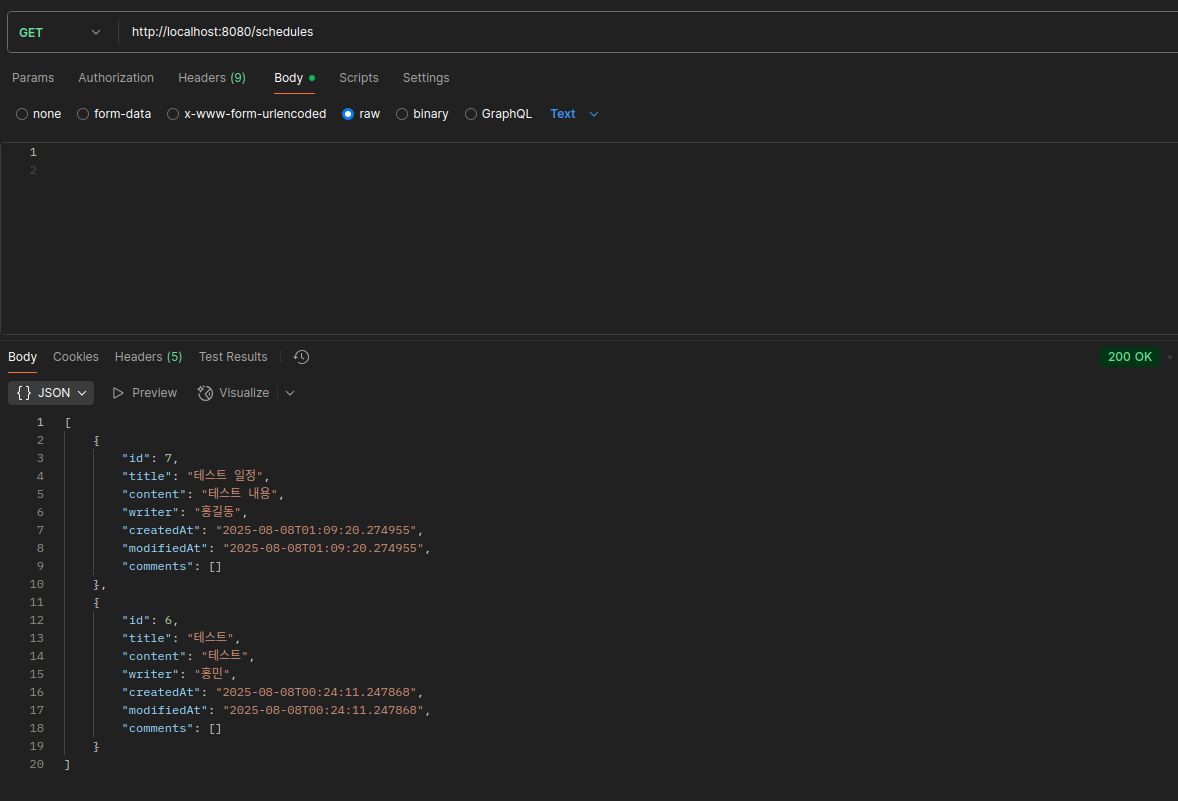 GET http://localhost:8080/schedules
Params Authorization Headers (9) Body Scripts Settings
none form-data x-www-form-urlencoded raw binary GraphQL Text
1
2
Body Cookies Headers (5) Test Results 200 OK
{} JSON Preview Visualize
1 [
2 {
3 "id": 7,
4 "title": "테스트 일정",
5 "content": "테스트 내용",
6 "writer": "홍길동",
7 "createdAt": "2025-08-08T01:09:20.274955",
8 "modifiedAt": "2025-08-08T01:09:20.274955",
9 "comments": []
10 },
11 {
12 "id": 6,
13 "title": "테스트",
14 "content": "테스트",
15 "writer": "홍민",
16 "createdAt": "2025-08-08T00:24:11.247868",
17 "modifiedAt": "2025-08-08T00:24:11.247868",
18 "comments": []
19 }
20 ]